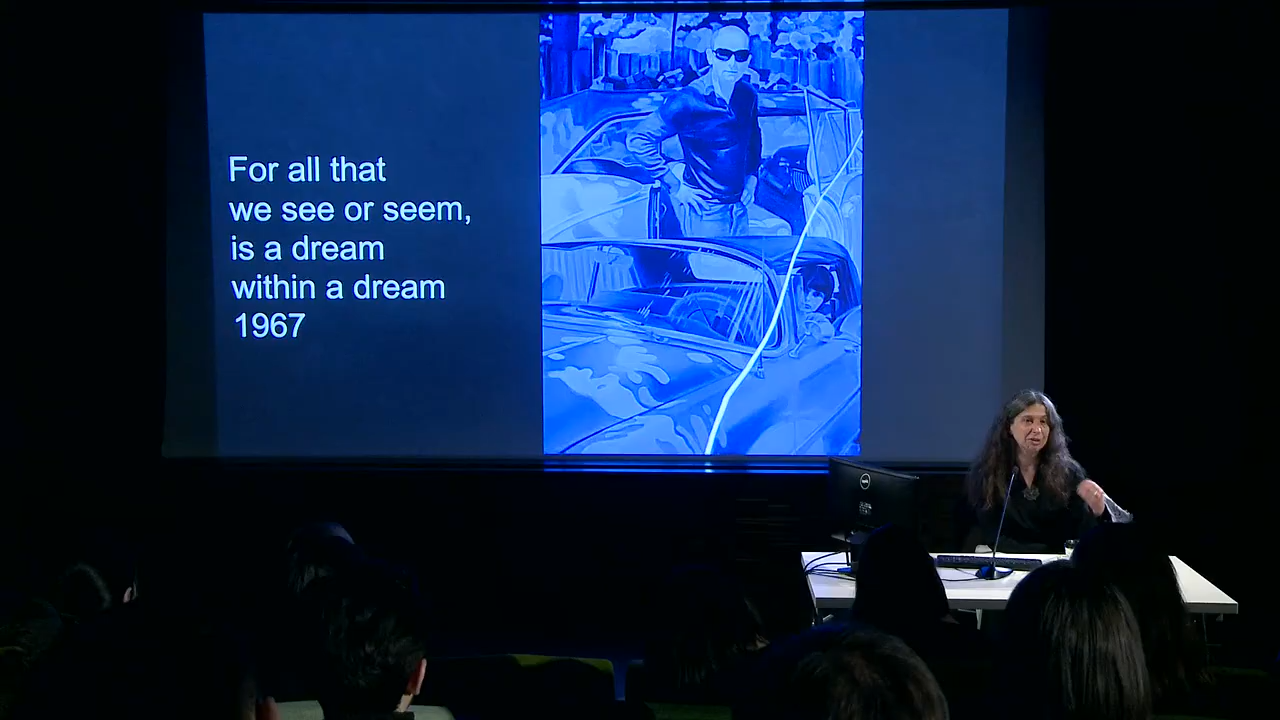 For all that
we see or seem,
is a dream
within a dream
1967